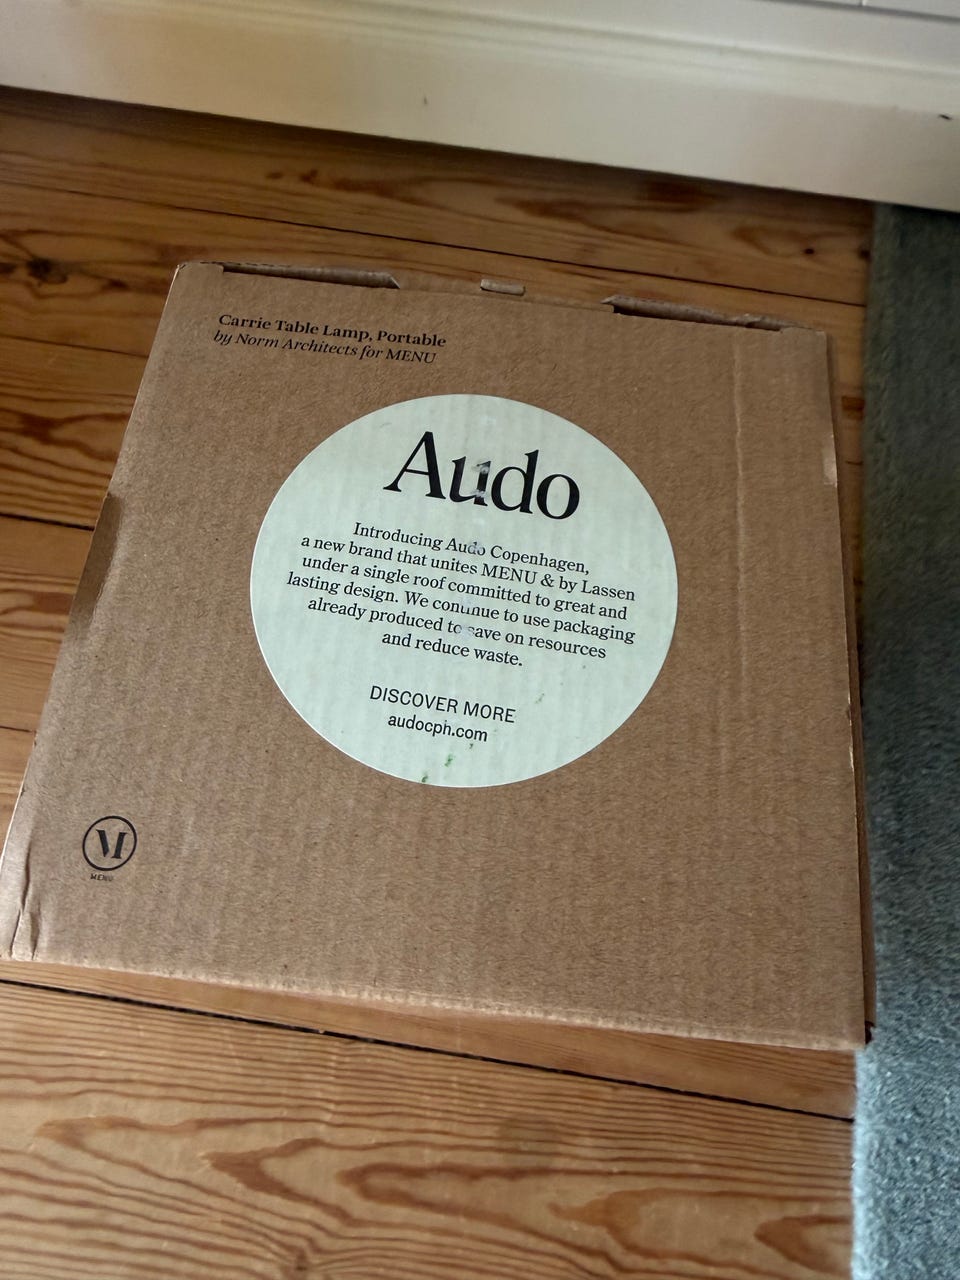 Carrie Table Lamp, Portable
by Norm Architects for MENU
Audo
Introducing Audo Copenhagen,
a new brand that unites MENU & by Lassen
under a single roof committed to great and
lasting design. We continue to use packaging
already produced to save on resources
and reduce waste.
DISCOVER MORE
audocph.com
M
MENU